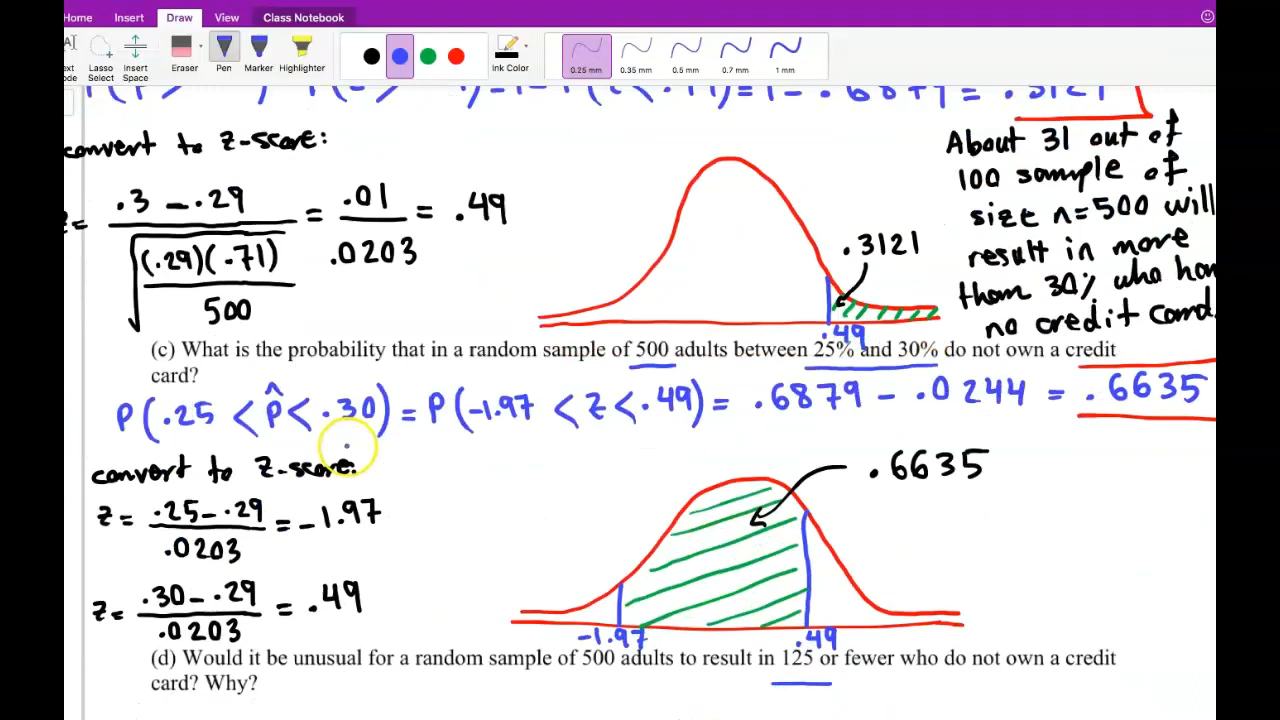 Home Insert Draw View Class Notebook
Eraser Pen Marker Highlighter
Lasso Select
Insert Space
Ink Color
0.25 mm 0.35 mm 0.5 mm 0.7 mm 1 mm
= .3121
convert to z-score:
.3 - .29 / √((.29)(.71)/500) = .01/.0203 = .49
.3121
.49
About 31 out of
100 sample of
size n=500 will
result in more
than 30% who
no credit card.
(c) What is the probability that in a random sample of 500 adults between 25% and 30% do not own a credit
card?
P(.25 < p̂ < .30) = P(-1.97 < z < .49) = .6879 - .0244 = .6635
convert to z-score:
z = .25 - .29 / .0203 = -1.97
z = .30 - .29 / .0203 = .49
.6635
-1.97 .49
(d) Would it be unusual for a random sample of 500 adults to result in 125 or fewer who do not own a credit
card? Why?